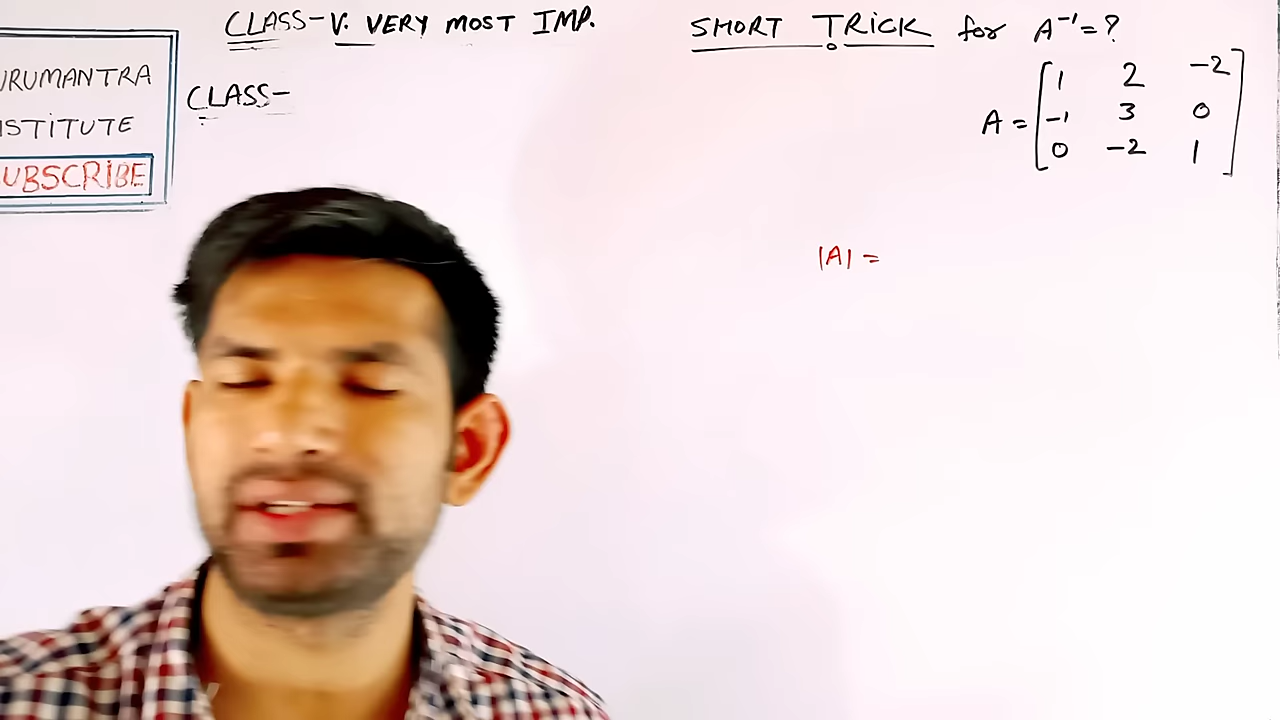 CLASS-V. VERY MOST IMP.
SHORT TRICK for A⁻¹=?
URUMANTRA
STITUTE
UBSCRIBE
CLASS-
A = [1 2 -2
-1 3 0
0 -2 1]
|A| =